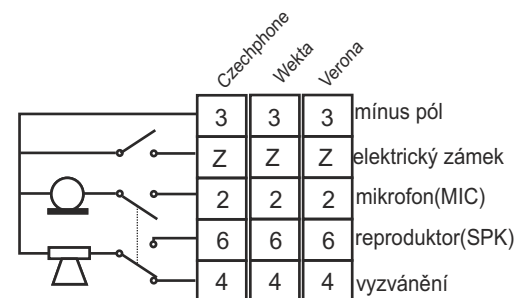 Czechphone Wekta Verona
3 3 3 mínus pól
Z Z Z elektrický zámek
2 2 2 mikrofon(MIC)
6 6 6 reproduktor(SPK)
4 4 4 vyzvánění